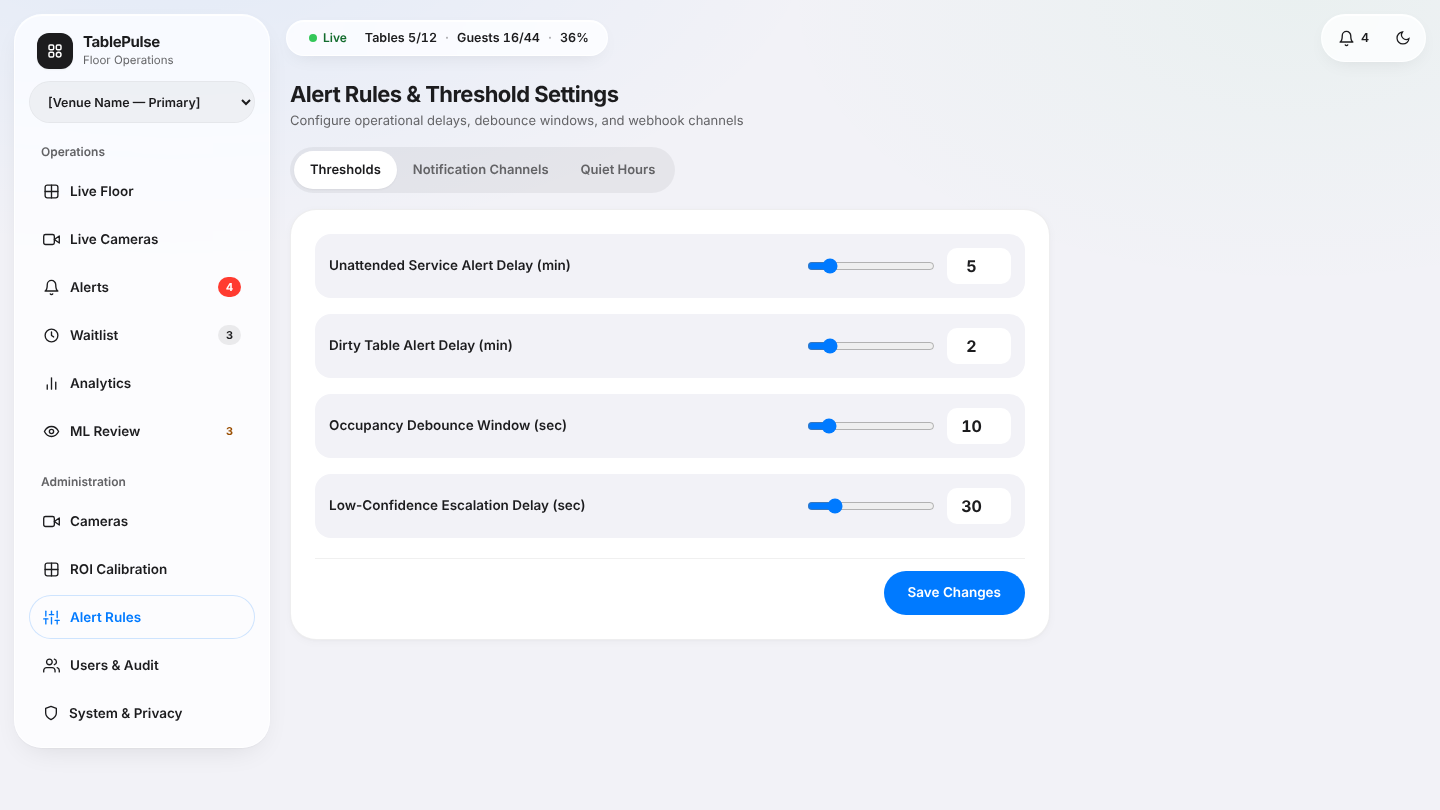 TablePulse
Floor Operations
[Venue Name — Primary]
Operations
Live Floor
Live Cameras
Alerts 4
Waitlist 3
Analytics
ML Review 3
Administration
Cameras
ROI Calibration
Alert Rules
Users & Audit
System & Privacy
Live Tables 5/12 · Guests 16/44 · 36%
4
Alert Rules & Threshold Settings
Configure operational delays, debounce windows, and webhook channels
Thresholds Notification Channels Quiet Hours
Unattended Service Alert Delay (min) 5
Dirty Table Alert Delay (min) 2
Occupancy Debounce Window (sec) 10
Low-Confidence Escalation Delay (sec) 30
Save Changes